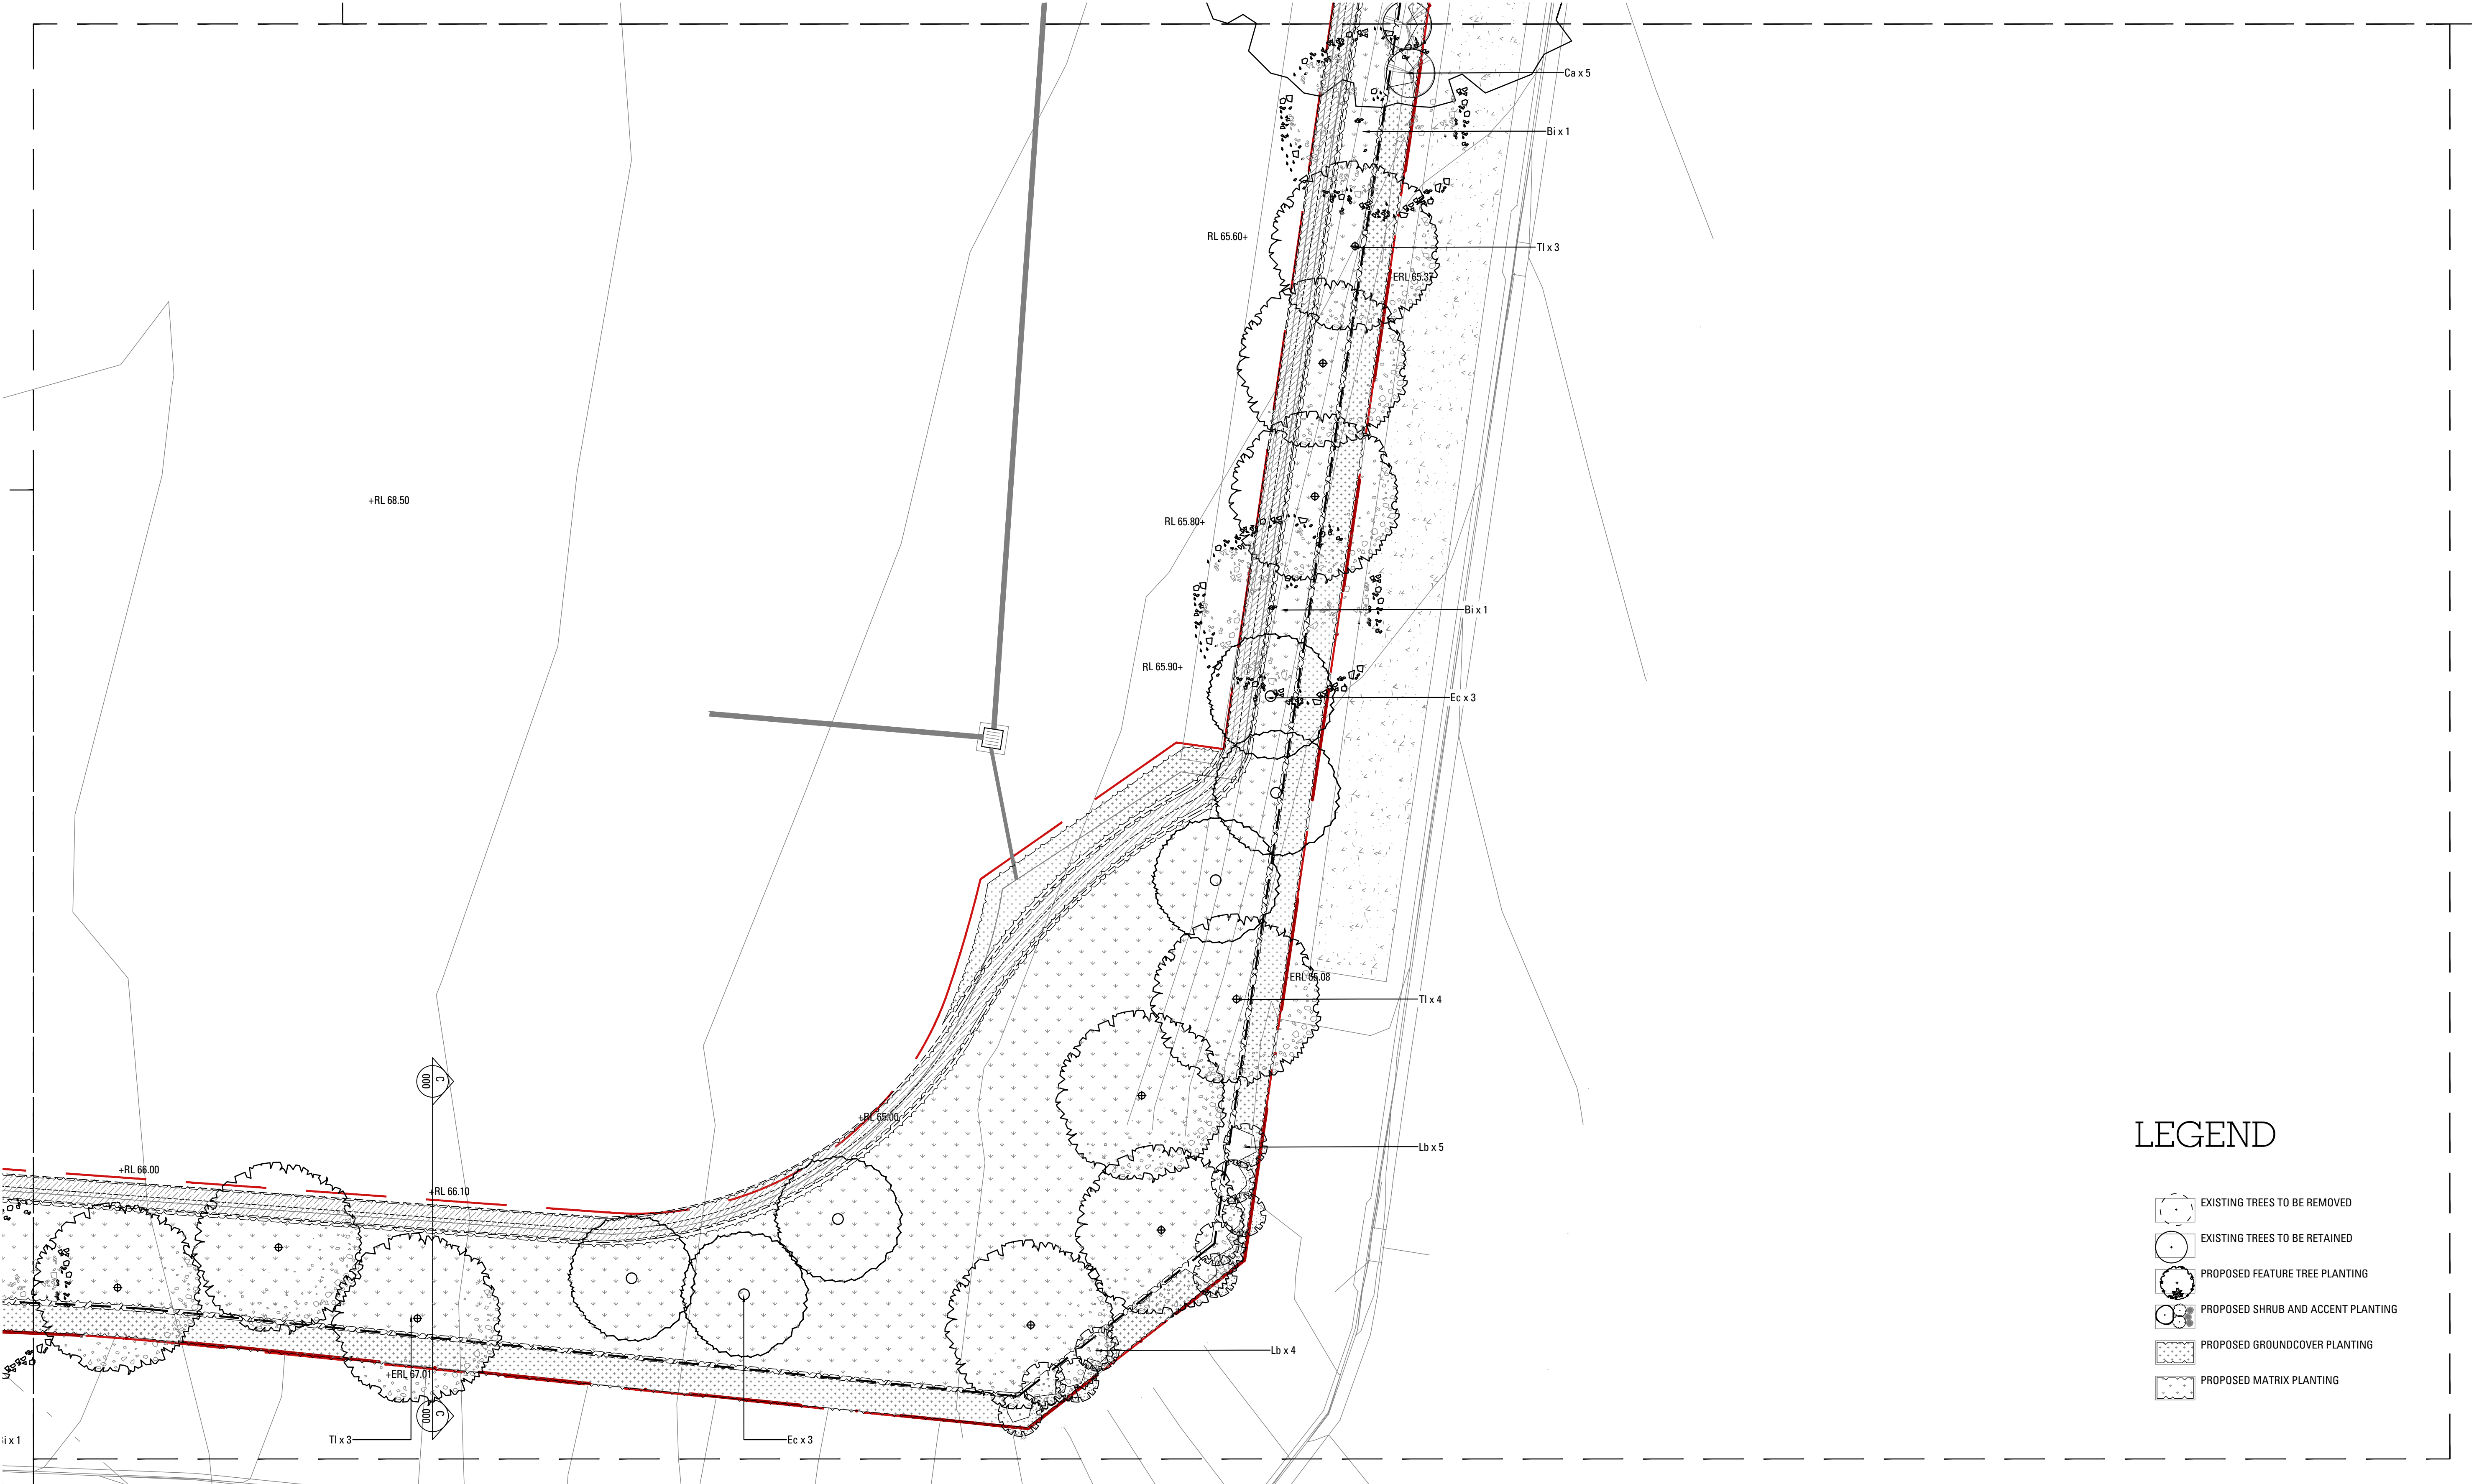 Ca x 5
Bi x 1
RL 65.60+
Tl x 3
ERL 65.37
+RL 68.50
RL 65.80+
Bi x 1
RL 65.90+
Ec x 3
ERL 65.08
Tl x 4
C
000
+RL 65.00
Lb x 5
LEGEND
+RL 66.00
+RL 66.10
EXISTING TREES TO BE REMOVED
EXISTING TREES TO BE RETAINED
PROPOSED FEATURE TREE PLANTING
PROPOSED SHRUB AND ACCENT PLANTING
PROPOSED GROUNDCOVER PLANTING
PROPOSED MATRIX PLANTING
Lb x 4
+ERL 67.01
C
000
i x 1
Tl x 3
Ec x 3